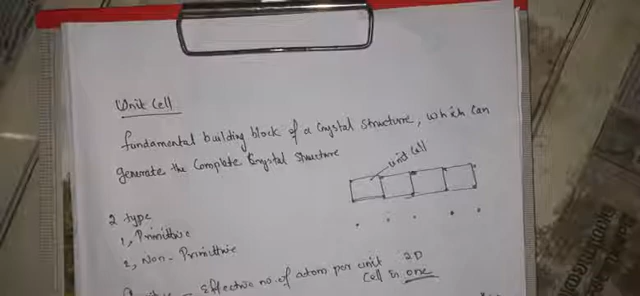 Unit Cell
fundamental building block of a Crystal Structure, which can
generate the Complete Crystal Structure
unit cell
2 type
1, Primitive
2, Non-Primitive
2D
- Effective no. of atom per unit
Cell is one